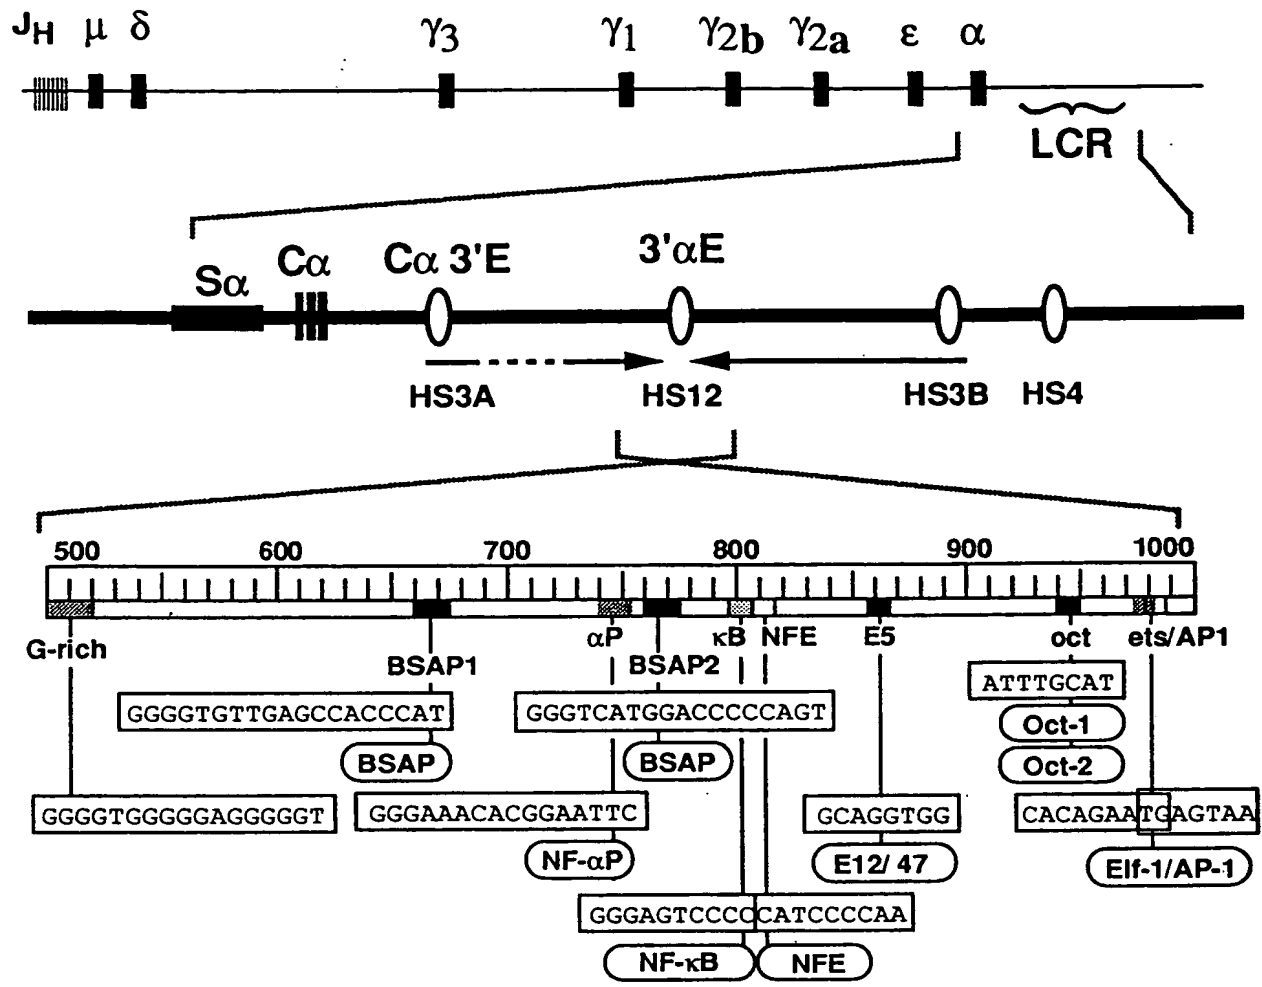 JH μ δ γ3 γ1 γ2b γ2a ε α
LCR
Sα Cα Cα 3'E 3'αE
HS3A HS12 HS3B HS4
500 600 700 800 900 1000
G-rich BSAP1 αP BSAP2 κB NFE E5 oct ets/AP1
ATTTGCAT
GGGGTGTTGAGCCACCCAT GGGTCATGGACCCCCAGT
Oct-1
BSAP BSAP Oct-2
GGGGTGGGGGAGGGGGT GGGAAACACGGAATTC GCAGGTGG CACAGAATGAGTAA
NF-αP E12/ 47 Elf-1/AP-1
GGGAGTCCCCCCATCCCCAA
NF-κB NFE